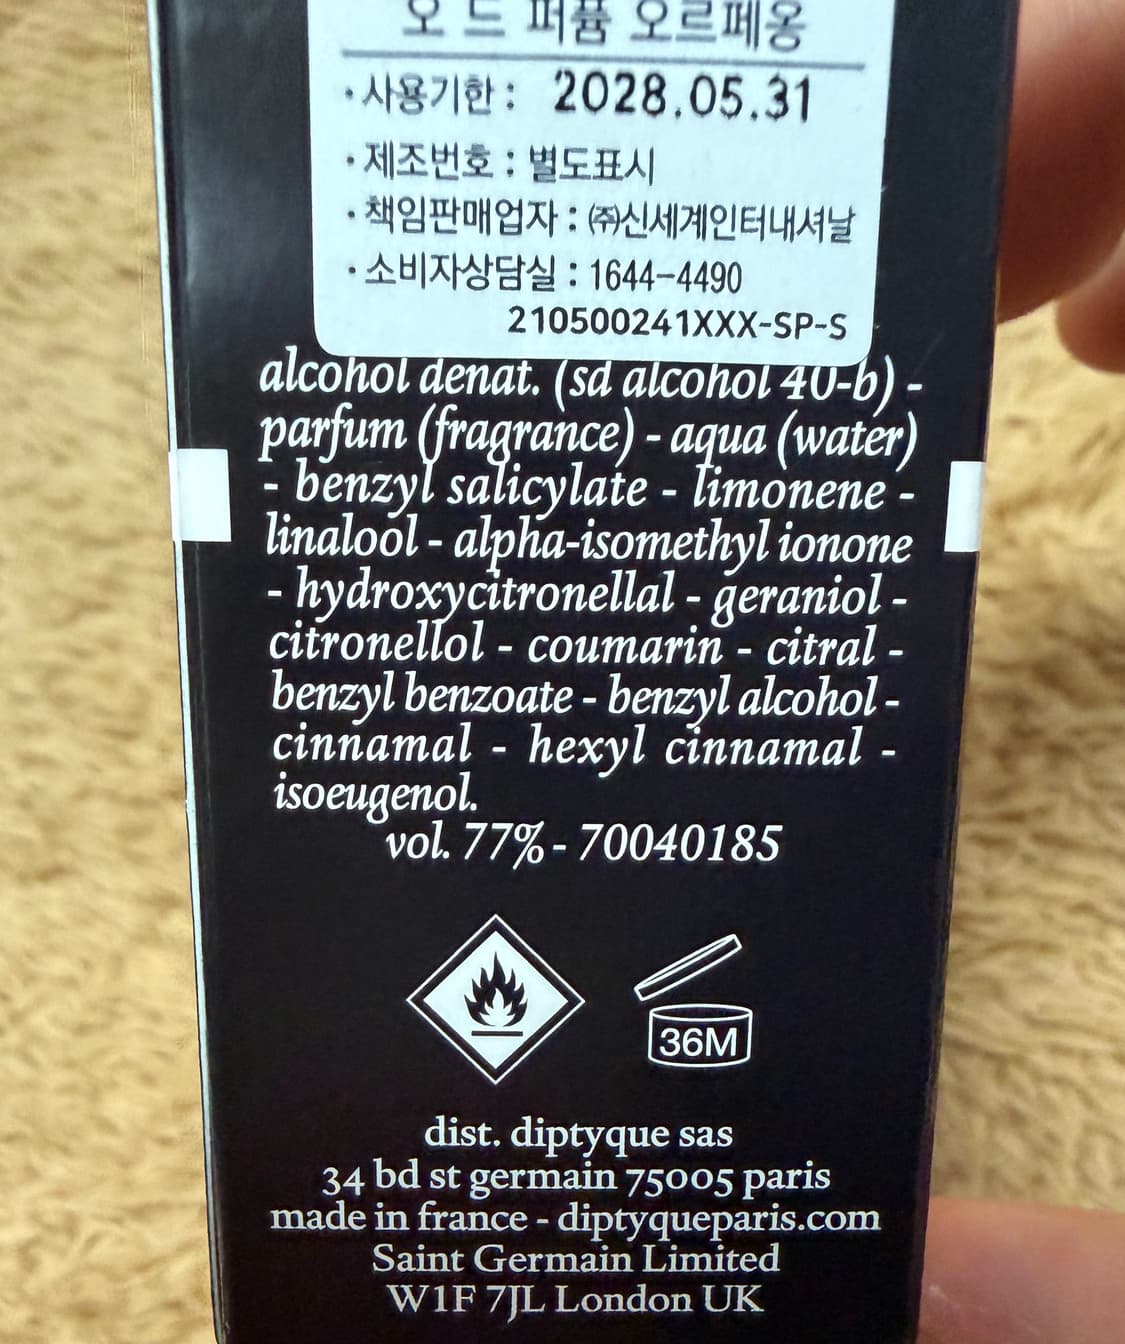 오 드 퍼퓸 오르페옹
·사용기한 : 2028.05.31
·제조번호 : 별도표시
·책임판매업자 : ㈜신세계인터내셔날
·소비자상담실 : 1644-4490
210500241XXX-SP-S
alcohol denat. (sd alcohol 40-b) -
parfum (fragrance) - aqua (water)
- benzyl salicylate - limonene -
linalool - alpha-isomethyl ionone
- hydroxycitronellal - geraniol -
citronellol - coumarin - citral -
benzyl benzoate - benzyl alcohol -
cinnamal - hexyl cinnamal -
isoeugenol.
vol. 77% - 70040185
36M
dist. diptyque sas
34 bd st germain 75005 paris
made in france - diptyqueparis.com
Saint Germain Limited
W1F 7JL London UK